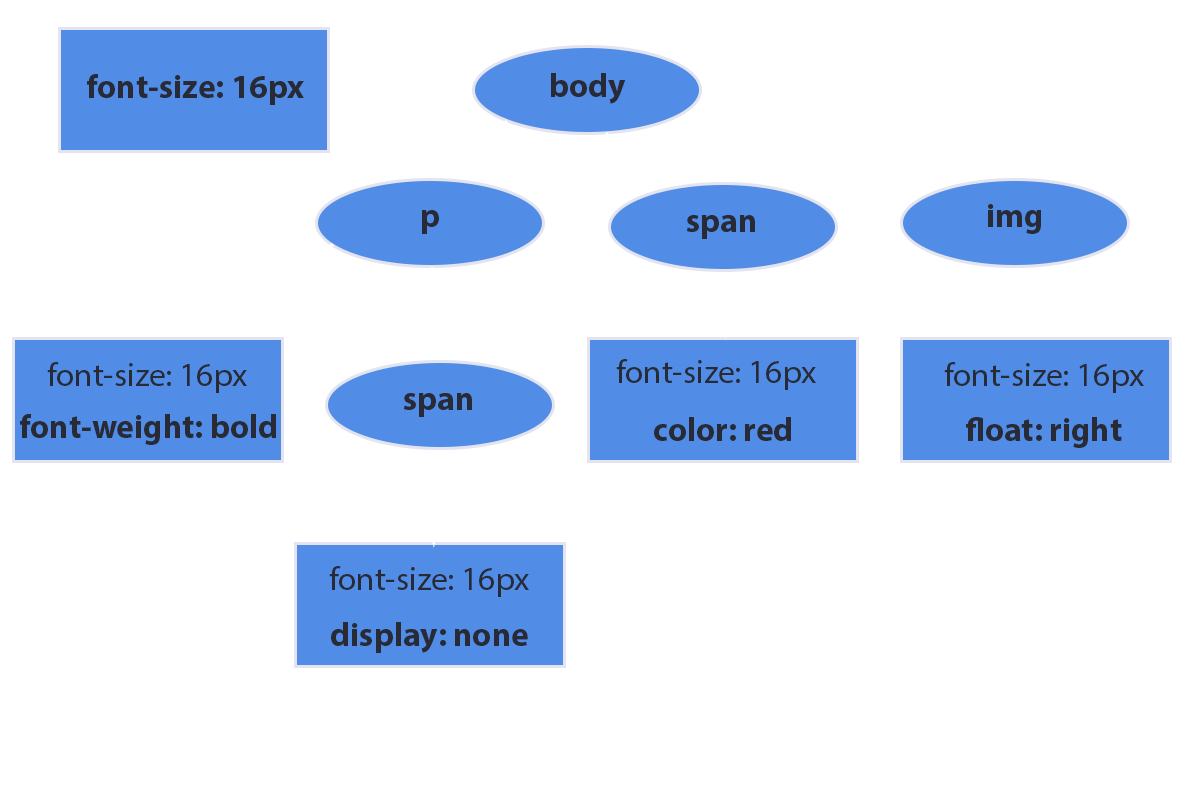 font-size: 16px
body
p
span
img
font-size: 16px
font-weight: bold
span
font-size: 16px
color: red
font-size: 16px
float: right
font-size: 16px
display: none